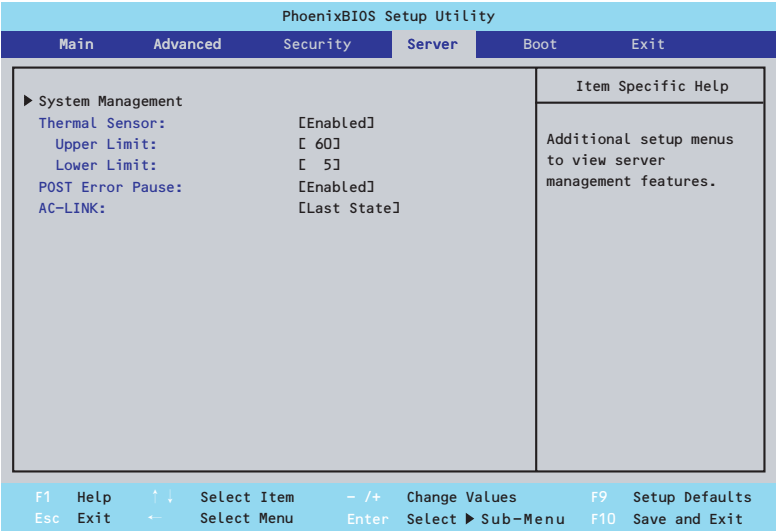 PhoenixBIOS Setup Utility
Main Advanced Security Server Boot Exit
▶ System Management
Thermal Sensor: [Enabled]
Upper Limit: [ 60]
Lower Limit: [ 5]
POST Error Pause: [Enabled]
AC-LINK: [Last State]
Item Specific Help
Additional setup menus
to view server
management features.
F1 Help ↑↓ Select Item - /+ Change Values F9 Setup Defaults
Esc Exit ← Select Menu Enter Select ▶ Sub-Menu F10 Save and Exit